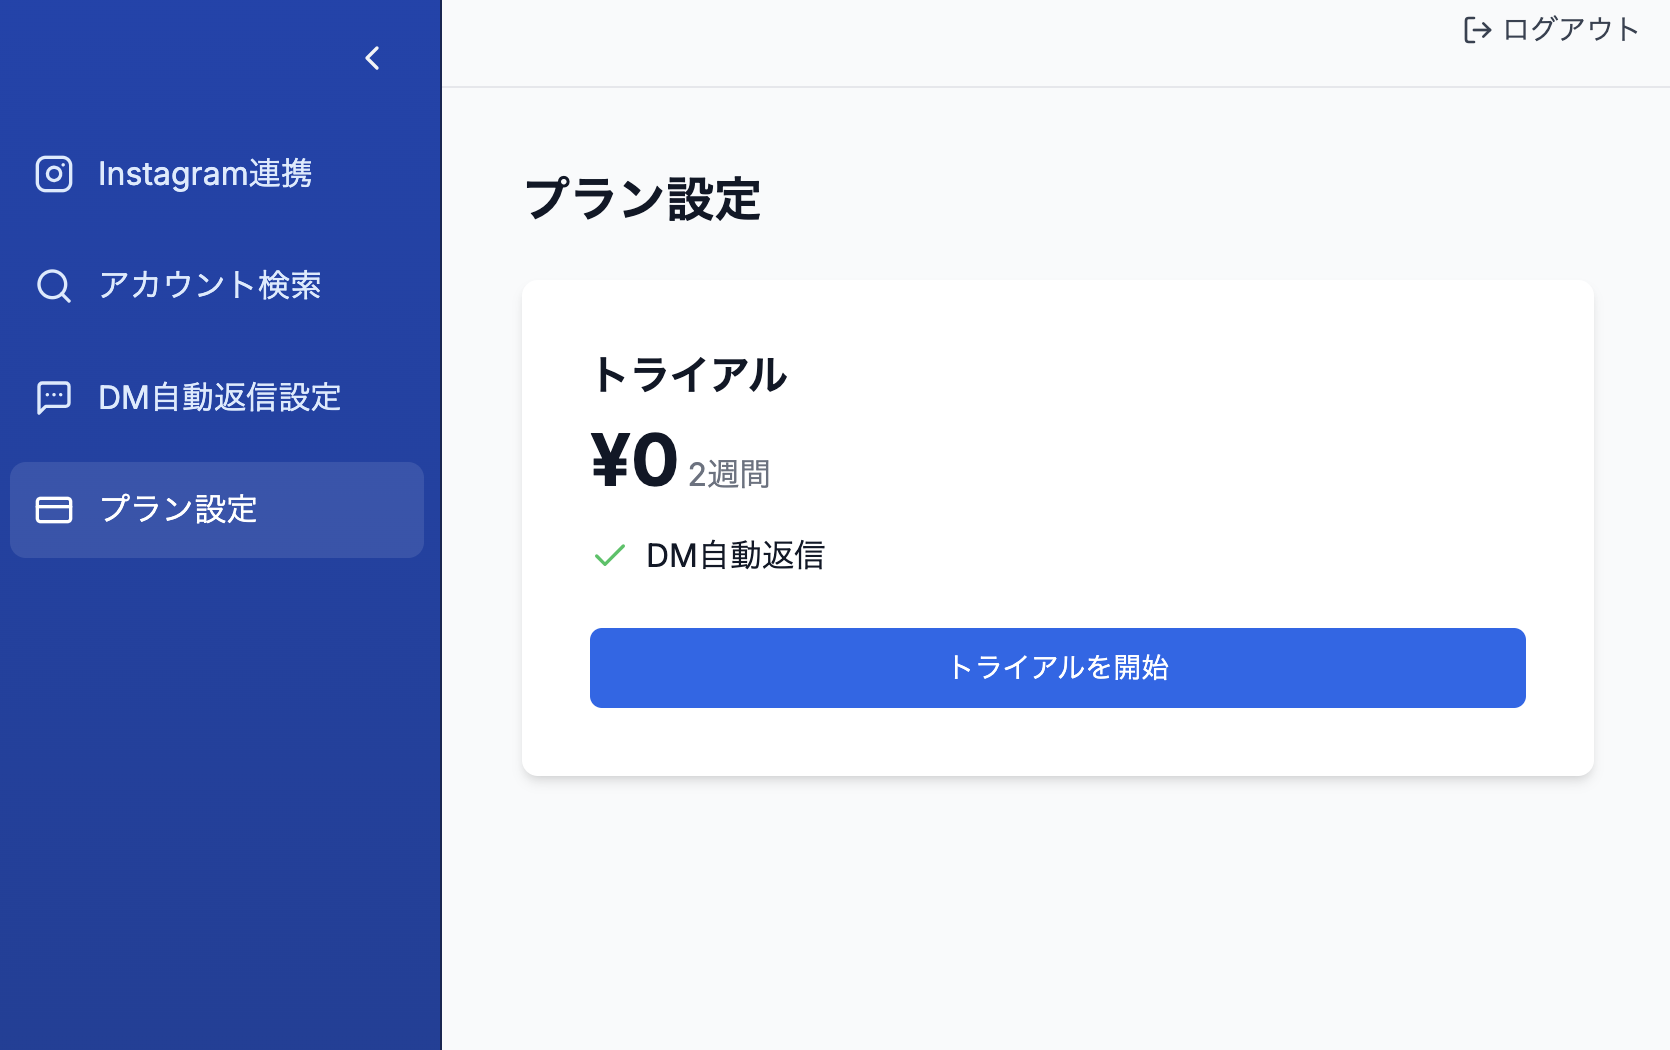 ログアウト
Instagram連携
アカウント検索
DM自動返信設定
プラン設定
プラン設定
トライアル
¥0 2週間
DM自動返信
トライアルを開始